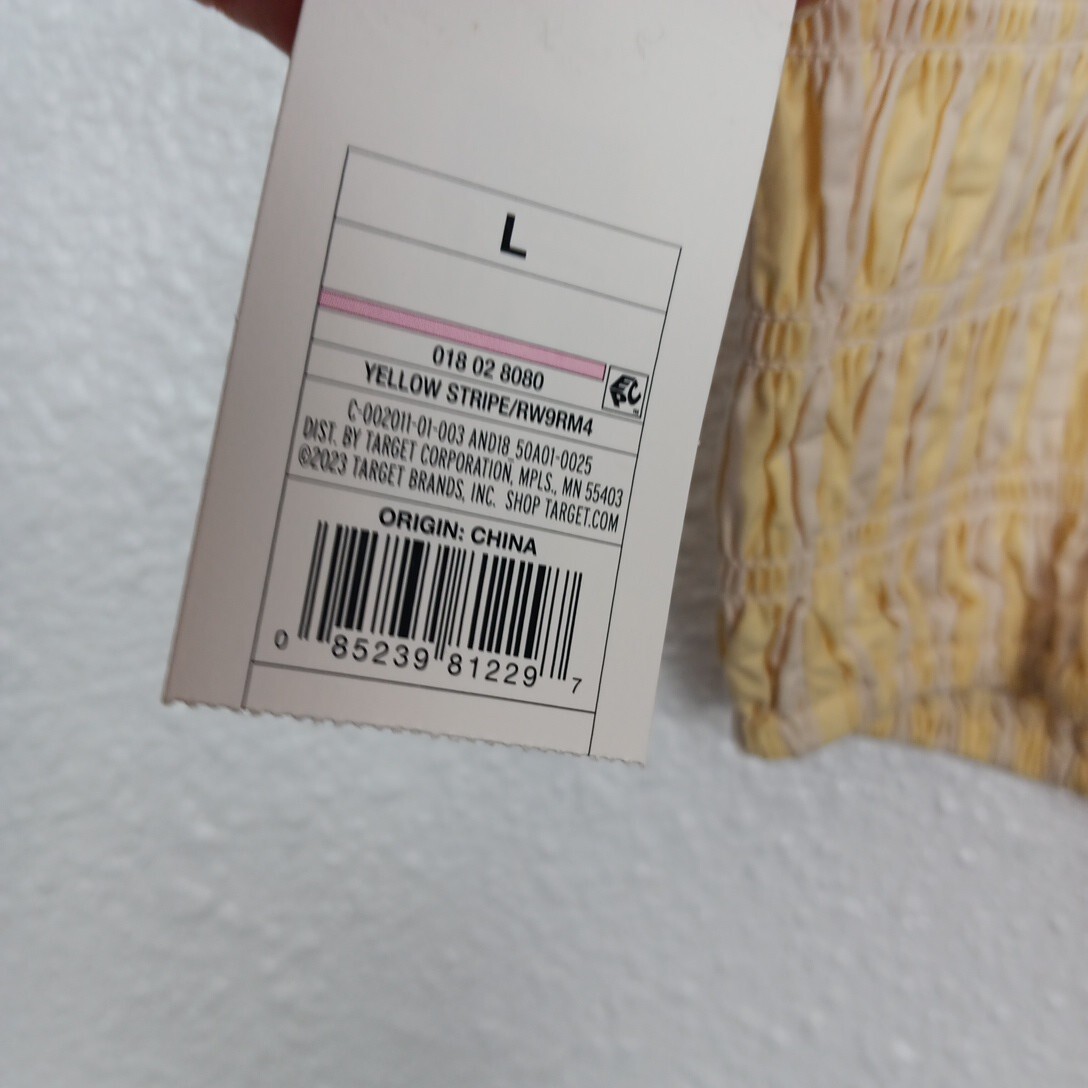 L
018 02 8080
YELLOW STRIPE/RW9RM4
C-002011-01-003 AND18_50A01-0025
DIST. BY TARGET CORPORATION, MPLS., MN 55403
©2023 TARGET BRANDS, INC. SHOP TARGET.COM
ORIGIN: CHINA
0 85239 81229 7